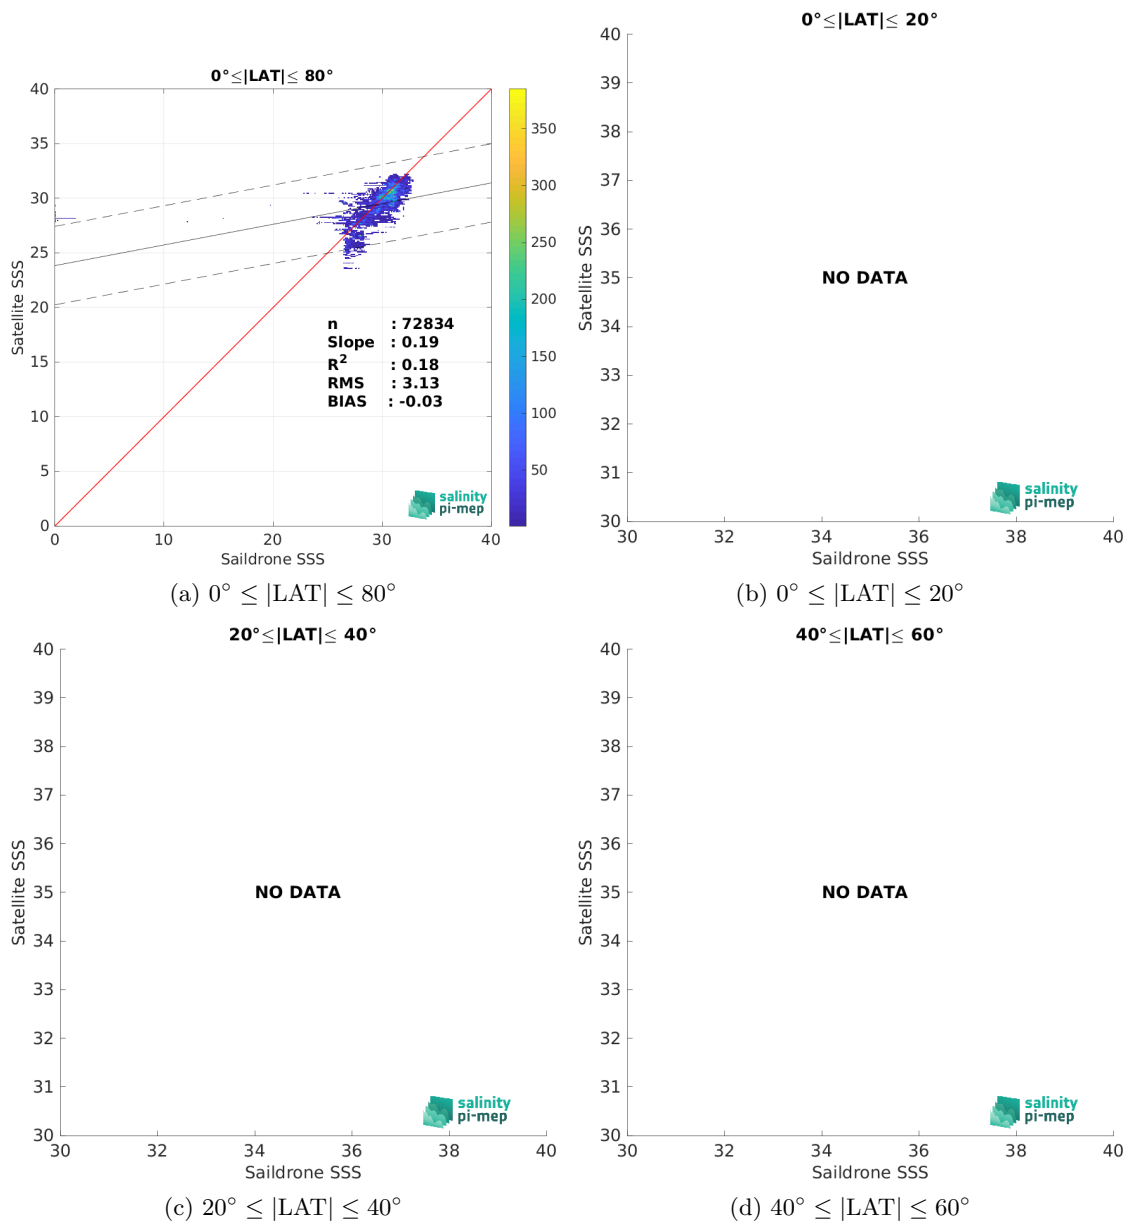 0°≤|LAT|≤ 80°
40
35
30
25
20
15
10
5
0
Satellite SSS
0
10
20
30
40
Saildrone SSS
350
300
250
200
150
100
50
n : 72834
Slope : 0.19
R² : 0.18
RMS : 3.13
BIAS : -0.03
salinity
pi-mep
(a) 0° ≤ |LAT| ≤ 80°
0°≤|LAT|≤ 20°
40
39
38
37
36
35
34
33
32
31
30
Satellite SSS
NO DATA
salinity
pi-mep
30
32
34
36
38
40
Saildrone SSS
(b) 0° ≤ |LAT| ≤ 20°
20°≤|LAT|≤ 40°
40
39
38
37
36
35
34
33
32
31
30
Satellite SSS
NO DATA
salinity
pi-mep
30
32
34
36
38
40
Saildrone SSS
(c) 20° ≤ |LAT| ≤ 40°
40°≤|LAT|≤ 60°
40
39
38
37
36
35
34
33
32
31
30
Satellite SSS
NO DATA
salinity
pi-mep
30
32
34
36
38
40
Saildrone SSS
(d) 40° ≤ |LAT| ≤ 60°